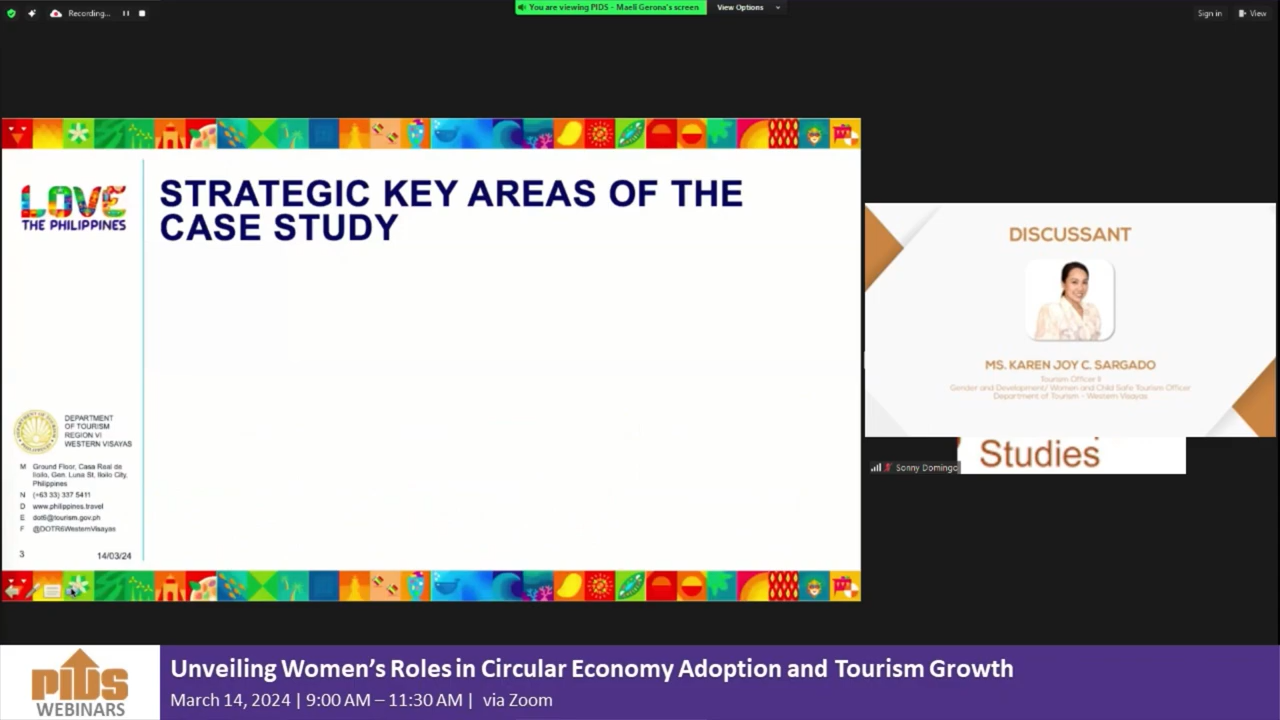 Recording...
You are viewing PIDS - Maeli Gerona's screen
View Options
Sign in
View
LOVE
THE PHILIPPINES
STRATEGIC KEY AREAS OF THE
CASE STUDY
DEPARTMENT
OF TOURISM
REGION VI
WESTERN VISAYAS
M Ground Floor, Casa Real de
Iloilo, Gen. Luna St, Iloilo City,
Philippines
N (+63 33) 337 5411
D www.philippines.travel
E dot6@tourism.gov.ph
F @DOTR6WesternVisayas
3 14/03/24
DISCUSSANT
MS. KAREN JOY C. SARGADO
Tourism Officer II
Gender and Development/ Women and Child Safe Tourism Officer
Department of Tourism - Western Visayas
Studies
Sonny Domingo
PIDS
WEBINARS
Unveiling Women's Roles in Circular Economy Adoption and Tourism Growth
March 14, 2024 | 9:00 AM – 11:30 AM | via Zoom